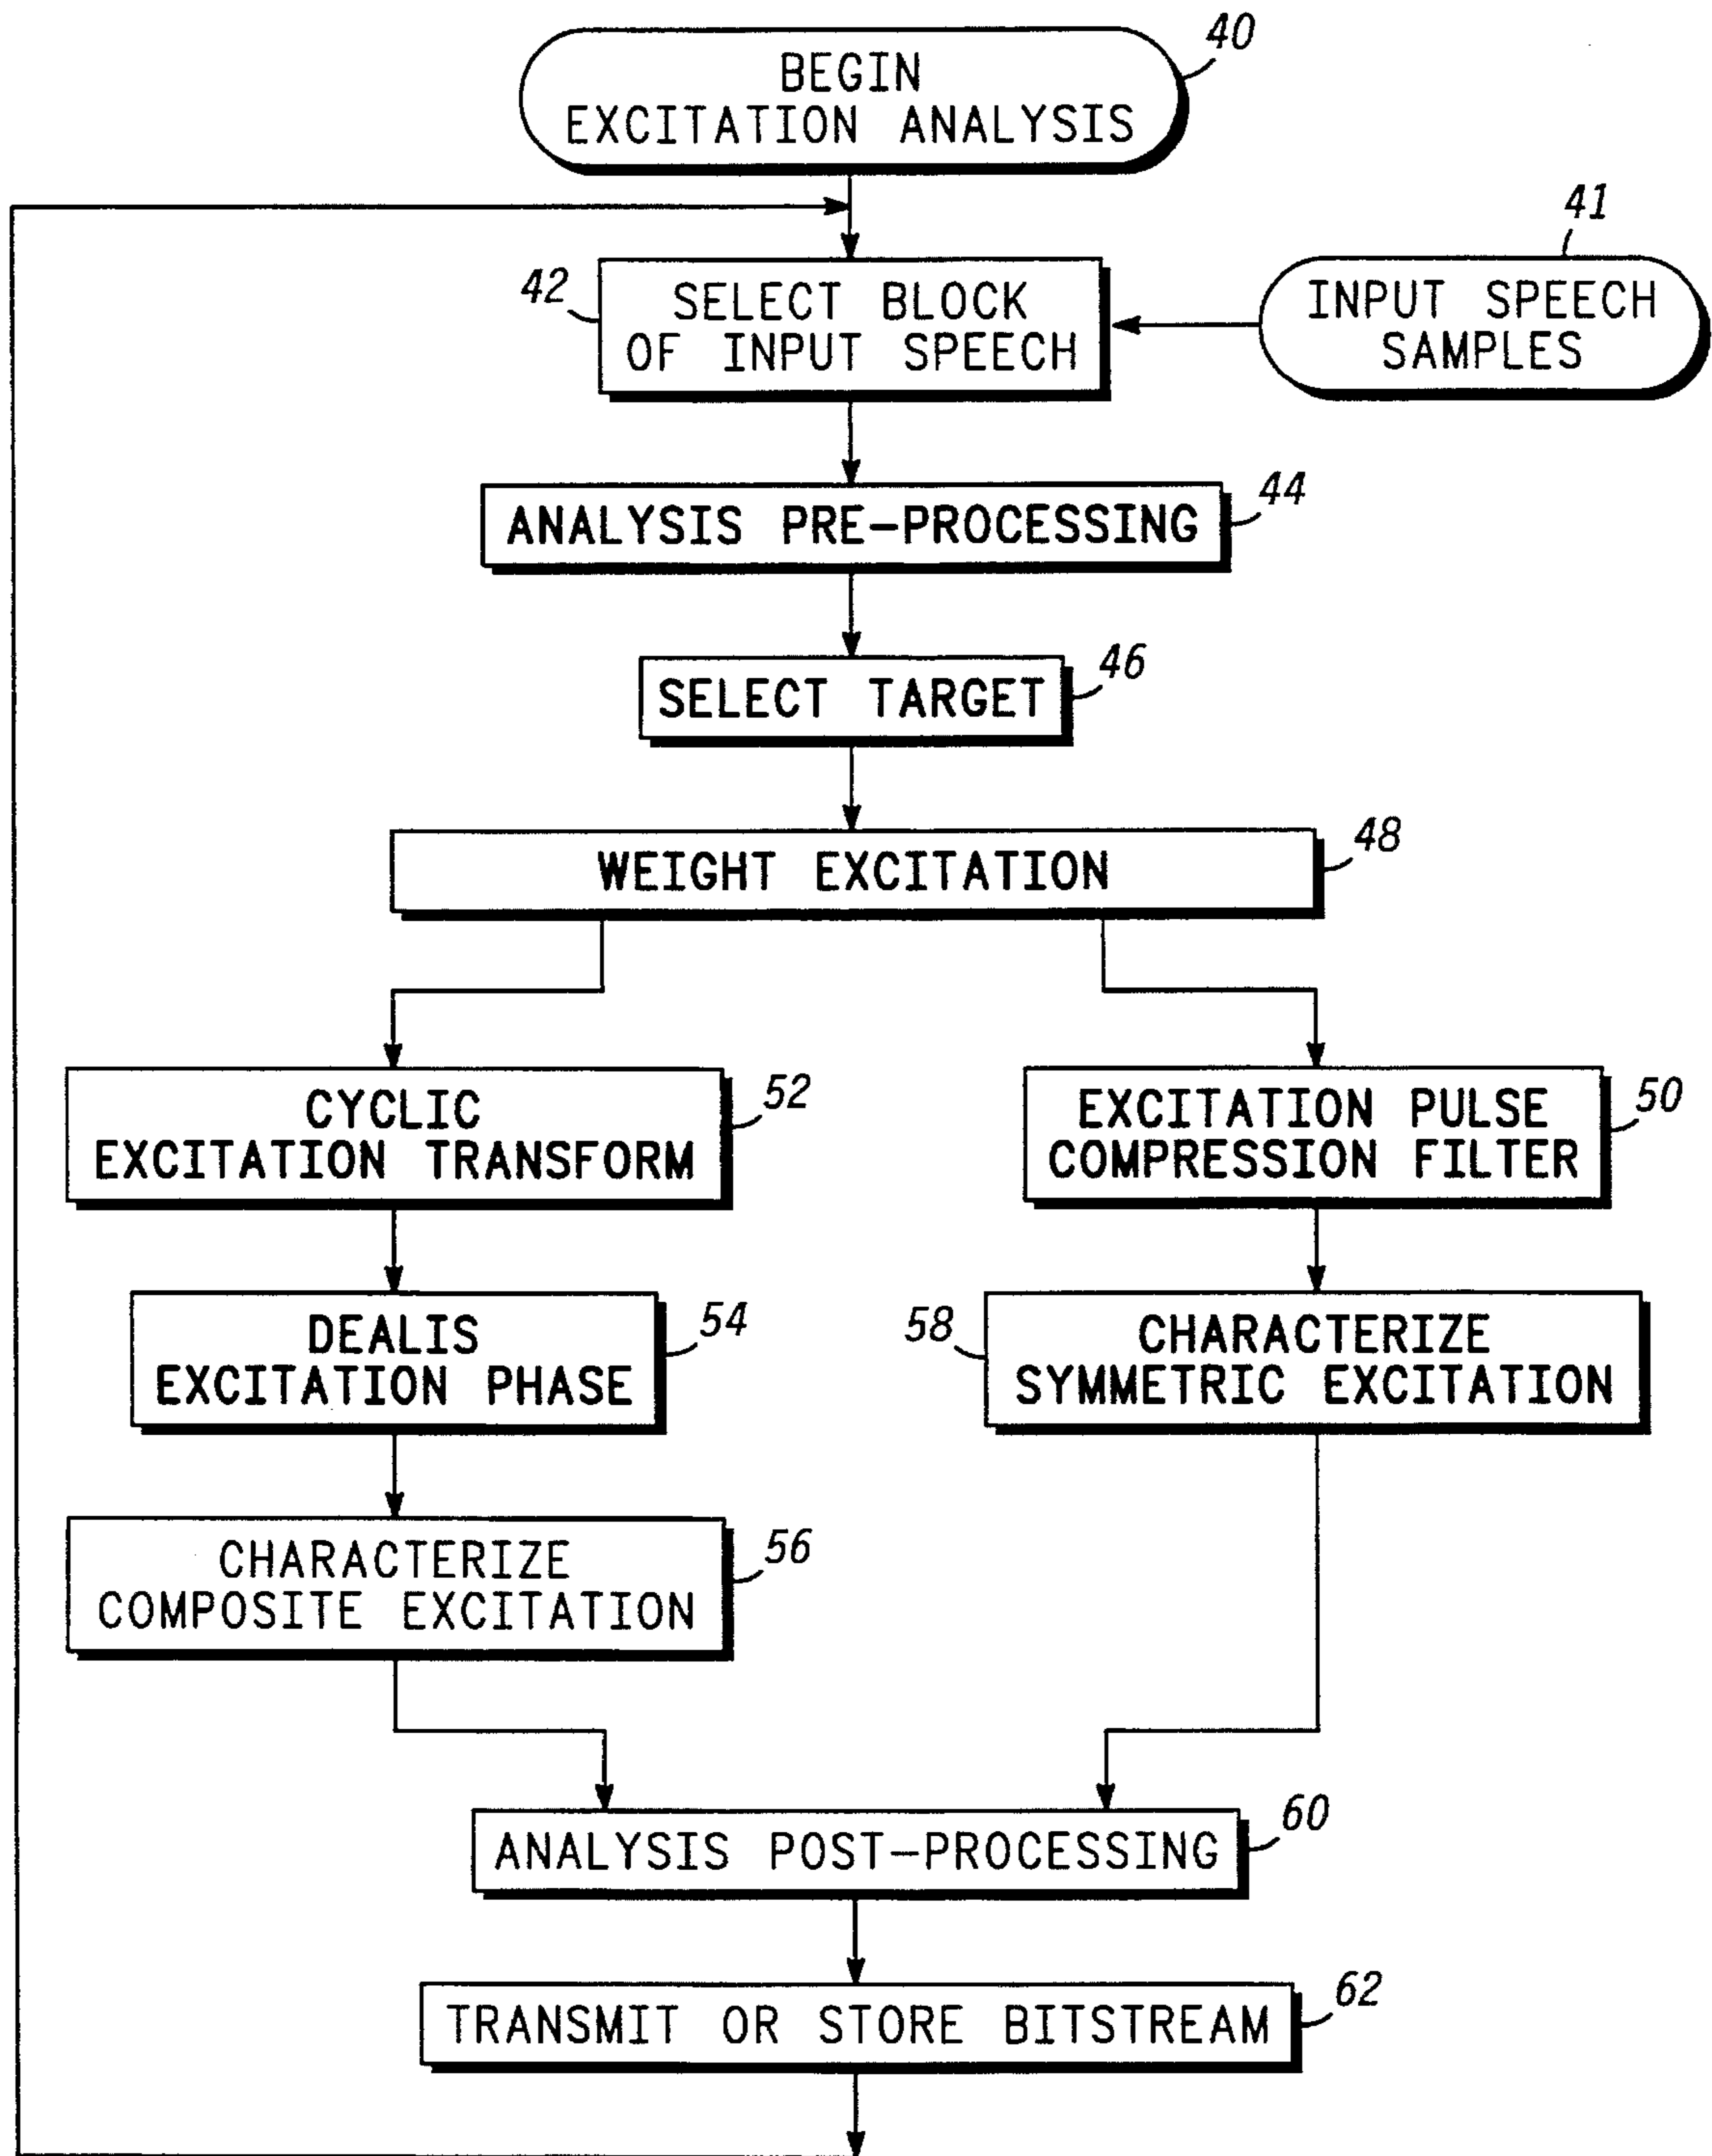 40
BEGIN
EXCITATION ANALYSIS
41
INPUT SPEECH
SAMPLES
42
SELECT BLOCK
OF INPUT SPEECH
44
ANALYSIS PRE-PROCESSING
46
SELECT TARGET
48
WEIGHT EXCITATION
52
CYCLIC
EXCITATION TRANSFORM
50
EXCITATION PULSE
COMPRESSION FILTER
54
DEALIS
EXCITATION PHASE
58
CHARACTERIZE
SYMMETRIC EXCITATION
56
CHARACTERIZE
COMPOSITE EXCITATION
60
ANALYSIS POST-PROCESSING
62
TRANSMIT OR STORE BITSTREAM